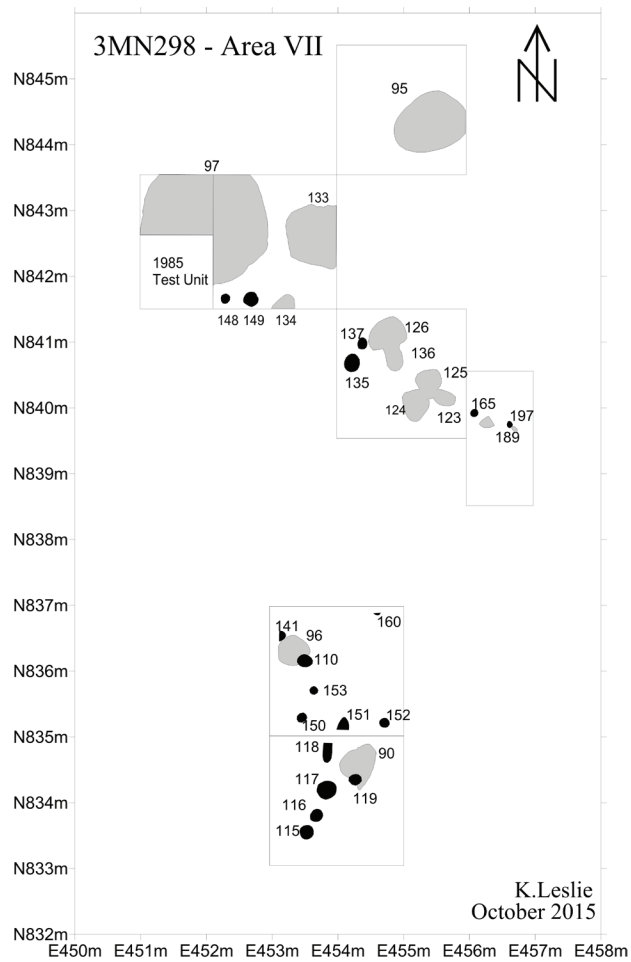 3MN298 - Area VII
N845m
95
N844m
97
N843m
133
1985
Test Unit
N842m
148 149 134
N841m
137 126
136
135
125
N840m
124 123
165 197
189
N839m
N838m
N837m
160
141 96
N836m
110
153
150 151 152
N835m
118 90
117
N834m
119
116
115
N833m
K.Leslie
October 2015
N832m
E450m E451m E452m E453m E454m E455m E456m E457m E458m
N